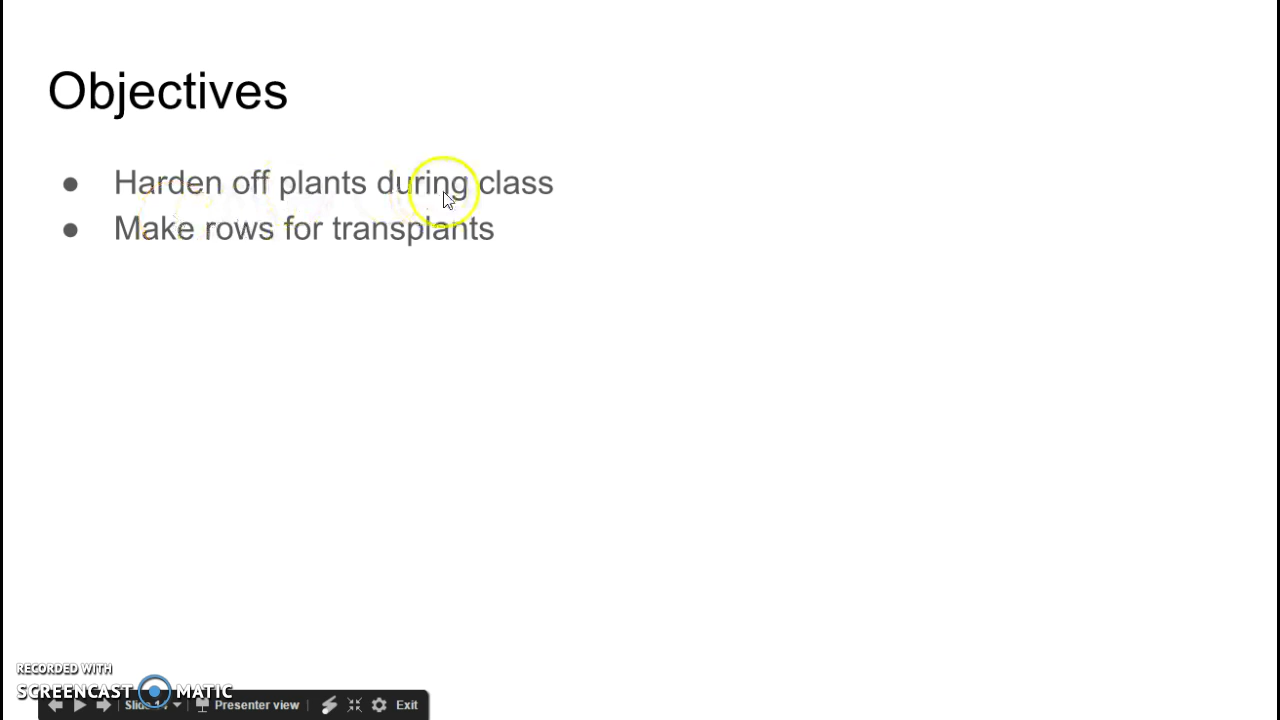 Objectives
● Harden off plants during class
● Make rows for transplants
RECORDED WITH
SCREENCAST MATIC
Presenter view Exit